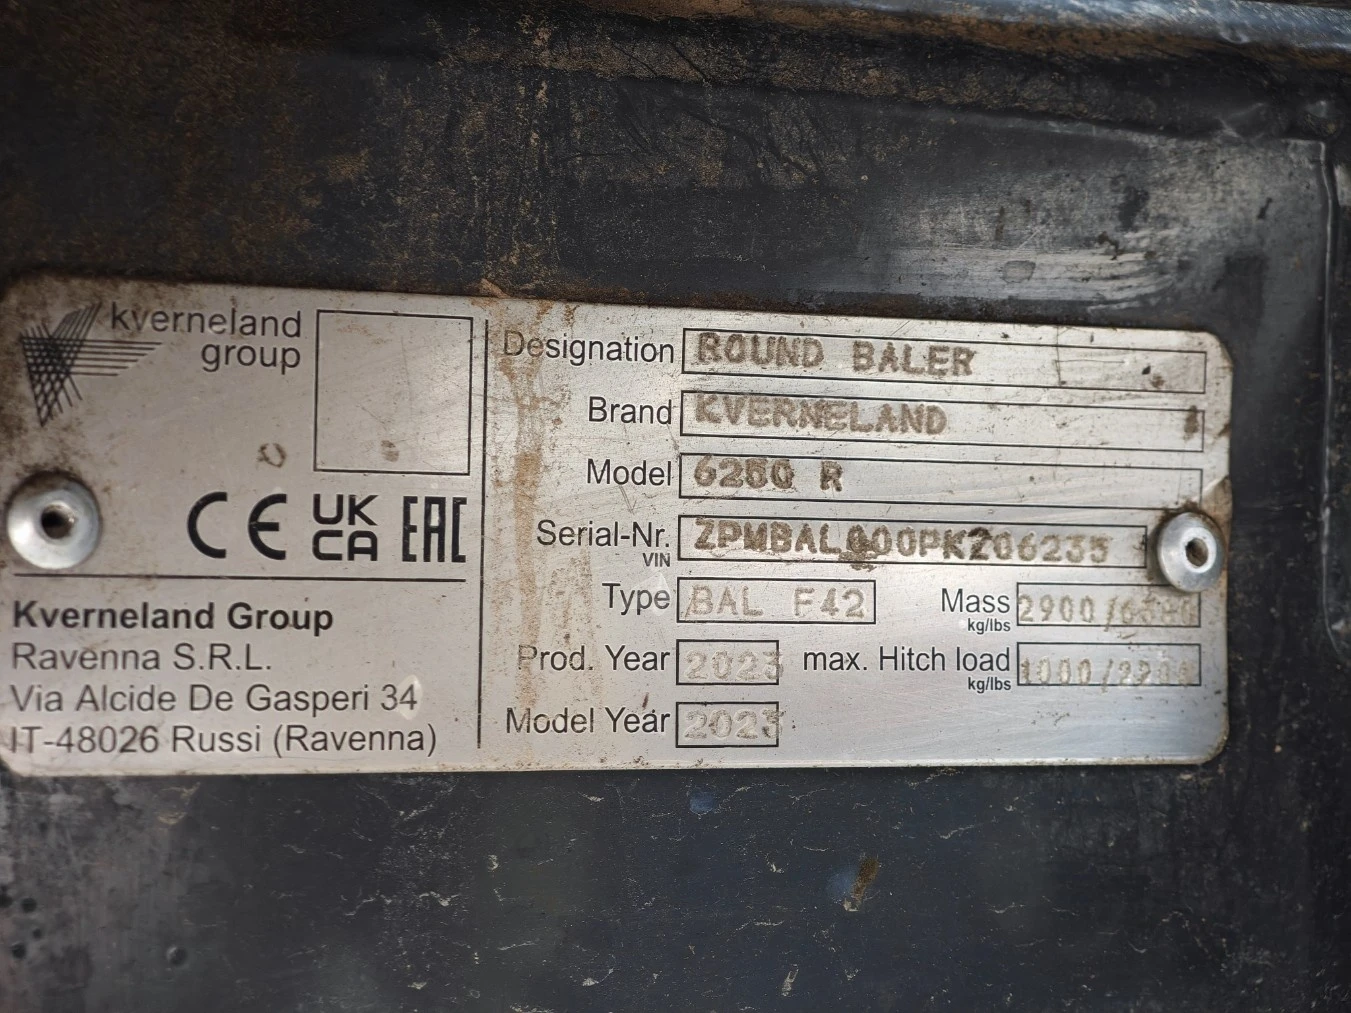 kverneland
group
CE UK CA EAC
Kverneland Group
Ravenna S.R.L.
Via Alcide De Gasperi 34
IT-48026 Russi (Ravenna)
Designation ROUND BALER
Brand KVERNELAND
Model 6250 R
Serial-Nr. VIN ZPMBAL000PK206235
Type BAL F42 Mass kg/lbs
Prod. Year 2023 max. Hitch load kg/lbs
Model Year 2023